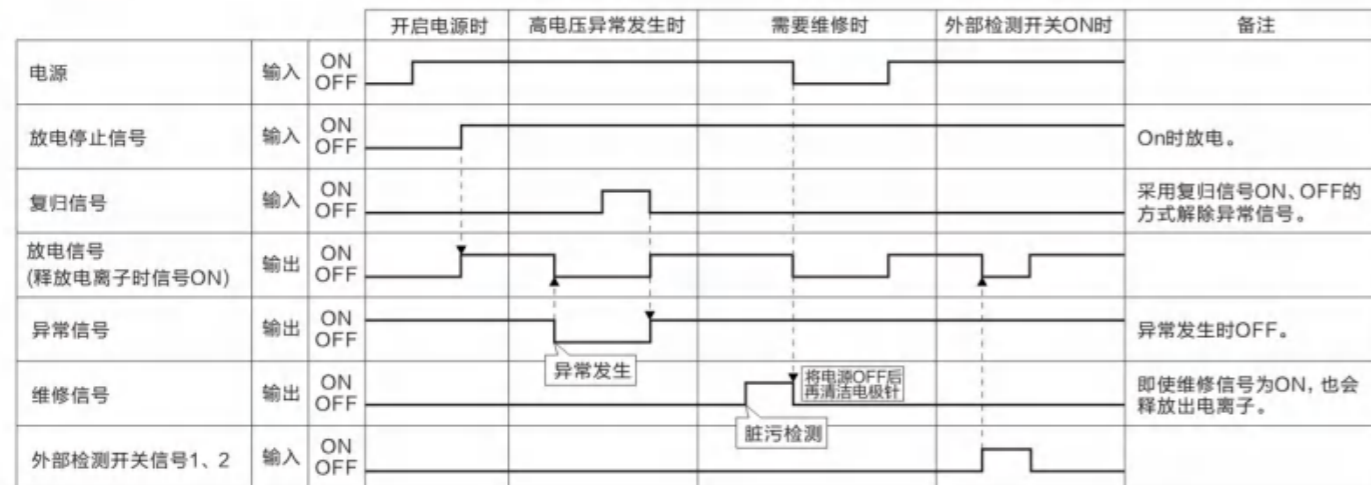 开启电源时 高电压异常发生时 需要维修时 外部检测开关ON时 备注
电源 输入 ON
OFF
放电停止信号 输入 ON
OFF
On时放电。
复归信号 输入 ON
OFF
采用复归信号ON、OFF的
方式解除异常信号。
放电信号
(释放电离子时信号ON)
输出 ON
OFF
异常信号 输出 ON
OFF
异常发生时OFF。
异常发生
维修信号 输出 ON
OFF
将电源OFF后
再清洁电极针
即使维修信号为ON，也会
释放出电离子。
脏污检测
外部检测开关信号1、2 输入 ON
OFF